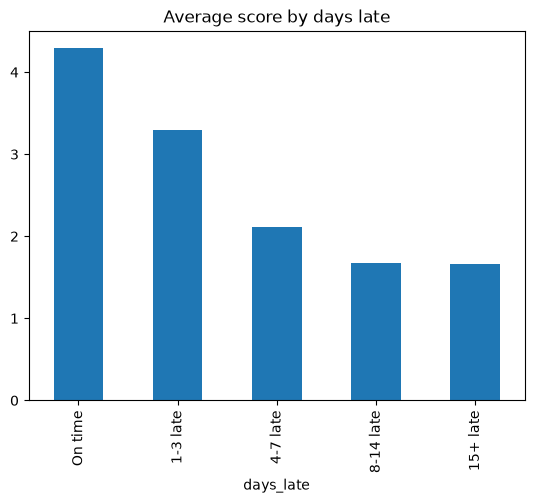 Average score by days late
4
3
2
1
0
On time
1-3 late
4-7 late
8-14 late
15+ late
days_late